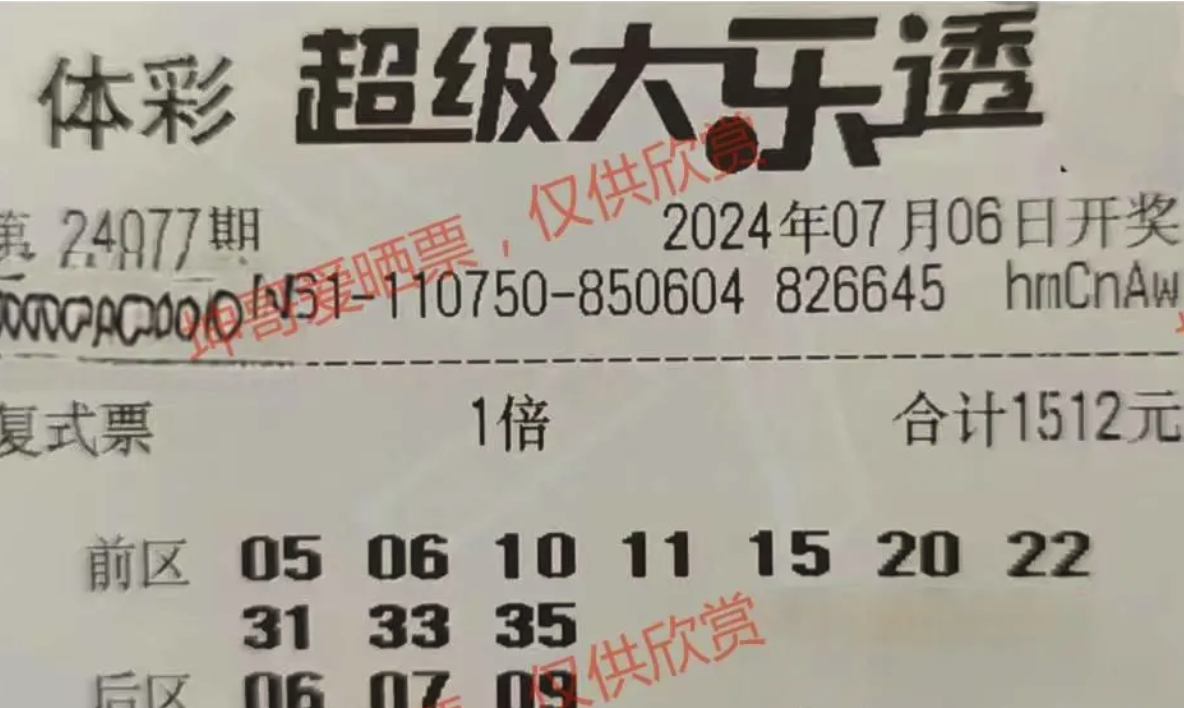 体彩 超级大乐透
第 24077期 2024年07月06日开奖
-110750-850604 826645 hmCnAw
复式票 1倍 合计1512元
前区 05 06 10 11 15 20 22
31 33 35
后区 06 07 09
坤哥爱晒票，仅供欣赏
仅供欣赏